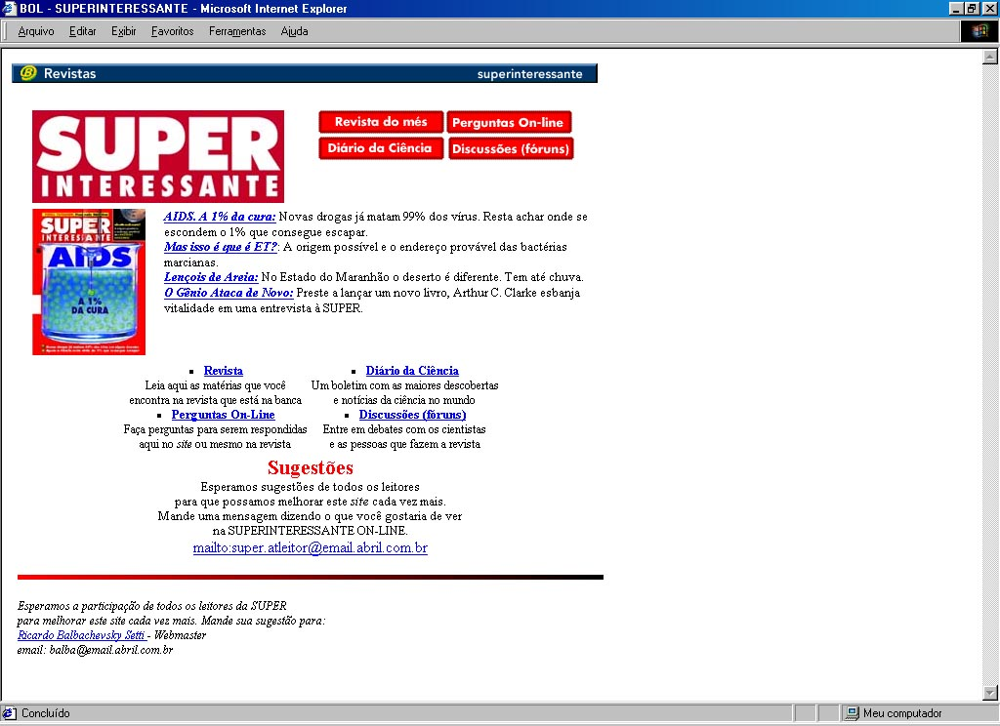 BOL - SUPERINTERESSANTE - Microsoft Internet Explorer
Arquivo Editar Exibir Favoritos Ferramentas Ajuda
B Revistas superinteressante
SUPER
INTERESSANTE
Revista do mês Perguntas On-line
Diário da Ciência Discussões (fóruns)
SUPER
INTERESSANTE
AIDS
A 1%
DA CURA
AIDS. A 1% da cura: Novas drogas já matam 99% dos vírus. Resta achar onde se
escondem o 1% que consegue escapar.
Mas isso é que é ET?: A origem possível e o endereço provável das bactérias
marcianas.
Lençois de Areia: No Estado do Maranhão o deserto é diferente. Tem até chuva.
O Gênio Ataca de Novo: Preste a lançar um novo livro, Arthur C. Clarke esbanja
vitalidade em uma entrevista à SUPER.
▪ Revista
Leia aqui as matérias que você
encontra na revista que está na banca
▪ Diário da Ciência
Um boletim com as maiores descobertas
e notícias da ciência no mundo
▪ Perguntas On-Line
Faça perguntas para serem respondidas
aqui no site ou mesmo na revista
▪ Discussões (fóruns)
Entre em debates com os cientistas
e as pessoas que fazem a revista
Sugestões
Esperamos sugestões de todos os leitores
para que possamos melhorar este site cada vez mais.
Mande uma mensagem dizendo o que você gostaria de ver
na SUPERINTERESSANTE ON-LINE.
mailto:super.atleitor@email.abril.com.br
Esperamos a participação de todos os leitores da SUPER
para melhorar este site cada vez mais. Mande sua sugestão para:
Ricardo Balbachevsky Setti - Webmaster
email: balba@email.abril.com.br
Concluído Meu computador